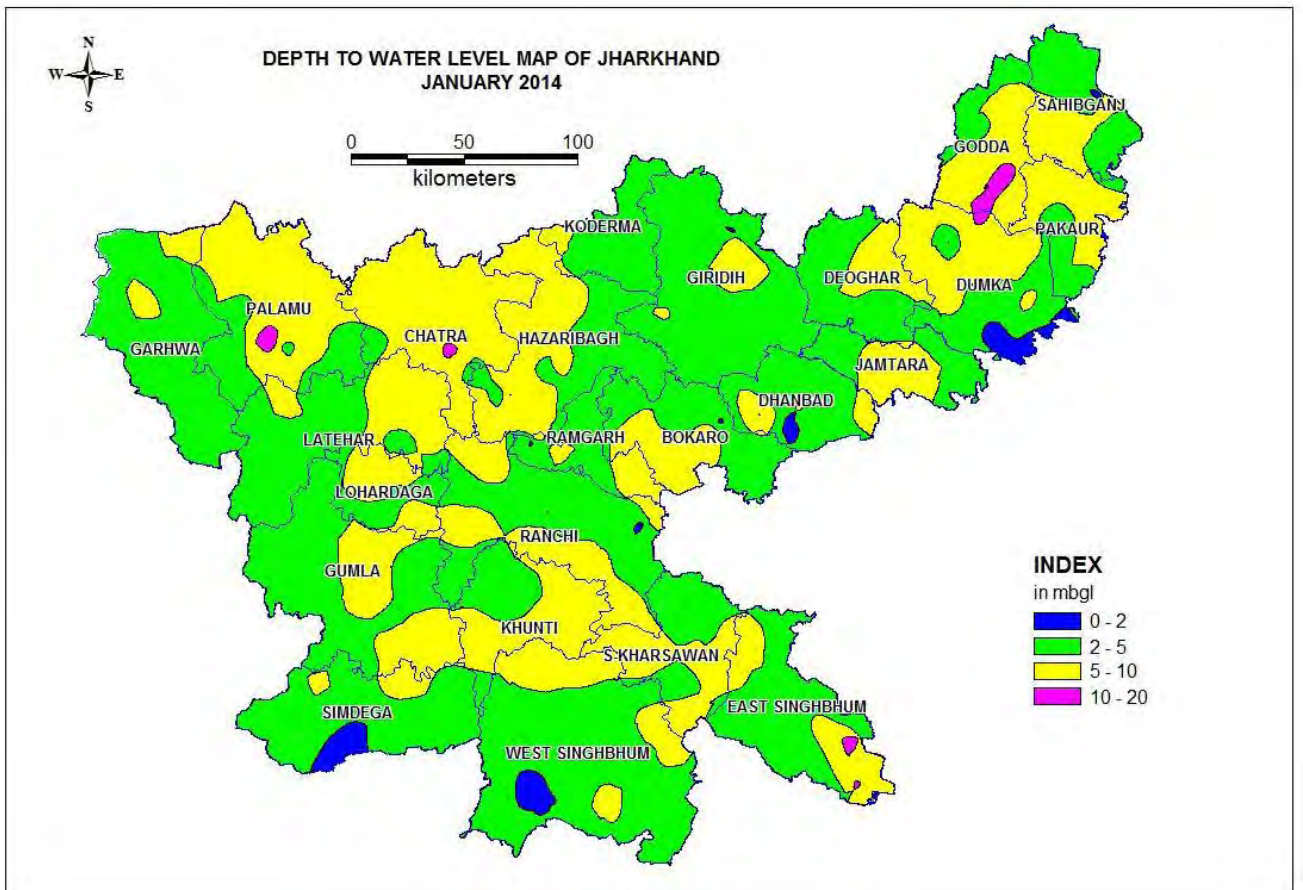 DEPTH TO WATER LEVEL MAP OF JHARKHAND
JANUARY 2014
N
W E
S
0 50 100
kilometers
SAHIBGANJ
GODDA
KODERMA
PAKAUR
GIRIDIH
DEOGHAR
DUMKA
PALAMU
CHATRA
HAZARIBAGH
GARHWA
JAMTARA
DHANBAD
LATEHAR
RAMGARH
BOKARO
LOHARDAGA
RANCHI
GUMLA
KHUNTI
S.KHARSAWAN
SIMDEGA
EAST SINGHBHUM
WEST SINGHBHUM
INDEX
in mbgl
0 - 2
2 - 5
5 - 10
10 - 20